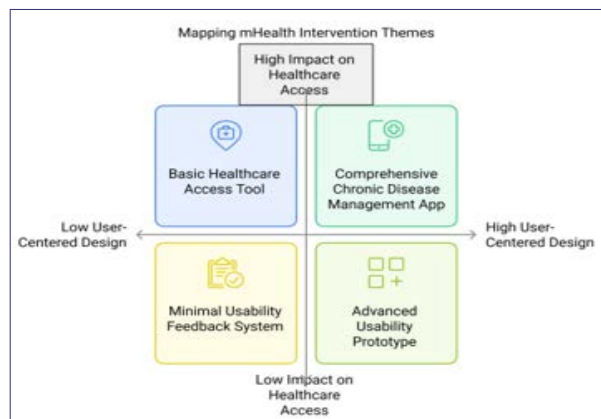 Mapping mHealth Intervention Themes
High Impact on
Healthcare
Access
Basic Healthcare
Access Tool
Comprehensive
Chronic Disease
Management App
Low User-
Centered Design
High User-
Centered Design
Minimal Usability
Feedback System
Advanced
Usability
Prototype
Low Impact on
Healthcare
Access